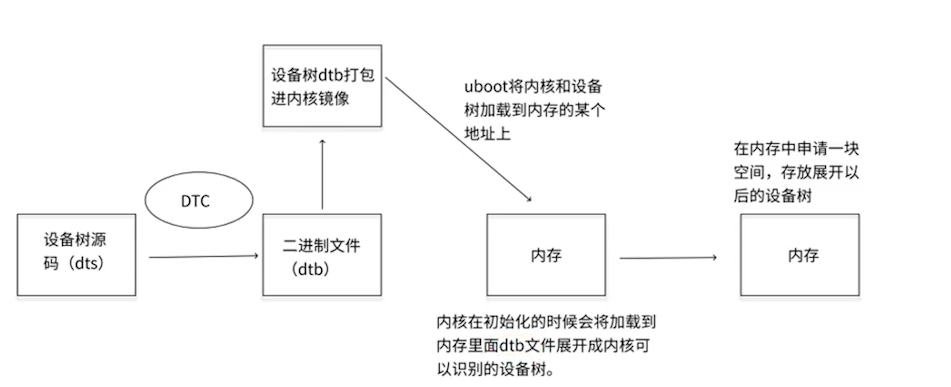 设备树dtb打包
进内核镜像
uboot将内核和设备
树加载到内存的某个
地址上
在内存中申请一块
空间，存放展开以
后的设备树
DTC
设备树源
码（dts）
二进制文件
（dtb）
内存
内存
内核在初始化的时候会将加载到
内存里面dtb文件展开成内核可
以识别的设备树。